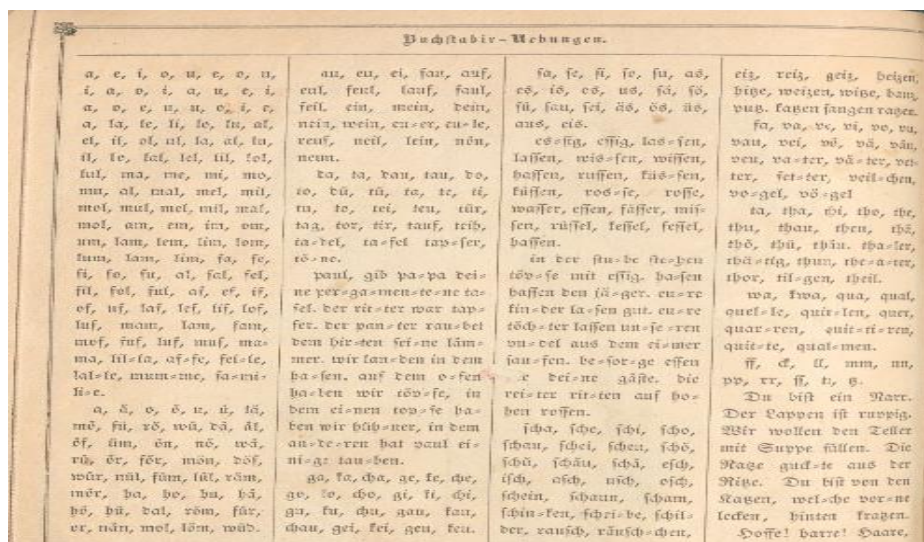 Buchstabir-Uebungen.
a, e, i, o, u, e, o, u,
i, a, o, i, a, u, e, i,
a, o, e, u, u, o, i, e,
a, la, le, li, lo, lu, al,
el, il, ol, ul, la, al, lu,
il, lo, lal, lel, lil, lol,
lul, ma, me, mi, mo,
mu, al, mal, mel, mil,
mol, mul, mel, mil, mal,
mol, am, em, im, om,
um, lam, lem, lim, lom,
lum, lam, lim, fa, fe,
fi, fo, fu, al, fal, fel,
fil, fol, ful, af, ef, if,
of, uf, laf, lef, lif, lof,
luf, mam, lam, fam,
mof, fuf, luf, muf, ma-
ma, lil-la, af-fe, fei-le,
lal-le, mum-me, fa-mi-
li-e.
a, ä, o, ö, u, ü, lä,
mö, fü, rö, wü, dä, äl,
öf, üm, ön, nö, wä,
rü, ör, för, mön, döf,
wür, nül, füm, lül, räm,
mör, ha, ho, hu, hä,
hö, hü, dal, röm, für,
er, nän, mol, löm, wüd.
au, eu, ei, fau, auf,
eul, feul, lauf, faul,
feil, ein, mein, dein,
nein, wein, eu-er, eu-le,
reuf, neil, lein, nön,
neun.
da, ta, dau, tau, do,
to, dü, tü, ta, te, ti,
tu, to, tei, teu, tür,
tag, tor, tir, tauf, teih,
ta-del, ta-fel tap-fer,
tö-ne.
paul, gib pa-pa dei-
ne per-ga-men-te-ne ta-
fel. der rit-ter war tap-
fer. der pan-ter rau-bet
dem hir-ten sei-ne läm-
mer. wir lan-den in dem
ha-fen. auf dem o-fen
ha-ben wir töp-fe, in
dem ei-nen top-fe ha-
ben wir hüh-ner, in dem
an-de-ren hat paul ei-
ni-ge tau-ben.
ga, ka, cha, ge, ke, che,
go, ko, cho, gi, ki, chi,
gu, ku, chu, gau, kau,
chau, gei, kei, geu, keu.
sa, se, si, so, su, as,
es, is, os, us, sä, sö,
sü, sau, sei, äs, ös, üs,
aus, eis.
es-sig, essig, las-sen,
lassen, wis-sen, wissen,
hassen, russen, küs-sen,
küssen, ros-se, rosse,
wasser, essen, fässer, mis-
sen, rüssel, kessel, fessel,
hassen.
in der stu-be ste-hen
töp-fe mit essig. ha-sen
hassen den jä-ger. eu-re
kin-der la-sen gut. eu-re
töch-ter lassen un-se-ren
pu-del aus dem ei-mer
sau-fen. be-sor-ge essen
dei-ne gäste. die
rei-ter rit-ten auf ho-
hen rossen.
scha, sche, schi, scho,
schau, schei, scheu, schö,
schü, schäu, schä, esch,
isch, asch, usch, osch,
schein, schaun, scham,
schin-ken, schei-be, schil-
der, rausch, räusch-chen,
eiz, reiz, geiz, heizen,
hitze, weizen, witze, hanz,
putz. katzen fangen ratzen.
fa, va, ve, vi, vo, vu,
vau, vei, vö, vä, väu,
veu, va-ter, vä-ter, vet-
ter, fet-ter, veil-chen,
vo-gel, vö-gel
ta, tha, thi, tho, the,
thu, thau, theu, thä,
thö, thü, thäu. tha-ler,
thä-tig, thun, the-a-ter,
thor, til-gen, theil.
wa, kwa, qua, qual,
quel-le, quir-len, quer,
quar-ren, quit-ti-ren,
quit-te, qual-men.
ff, ck, ll, mm, nn,
pp, rr, ss, tt, tz.
Du bist ein Narr.
Der Lappen ist ruppig.
Wir wollen den Teller
mit Suppe füllen. Die
Katze guck-te aus der
Ritze. Du bist von den
Katzen, wel-che vor-ne
lecken, hinten kratzen.
Hoffe! harre! Haare,